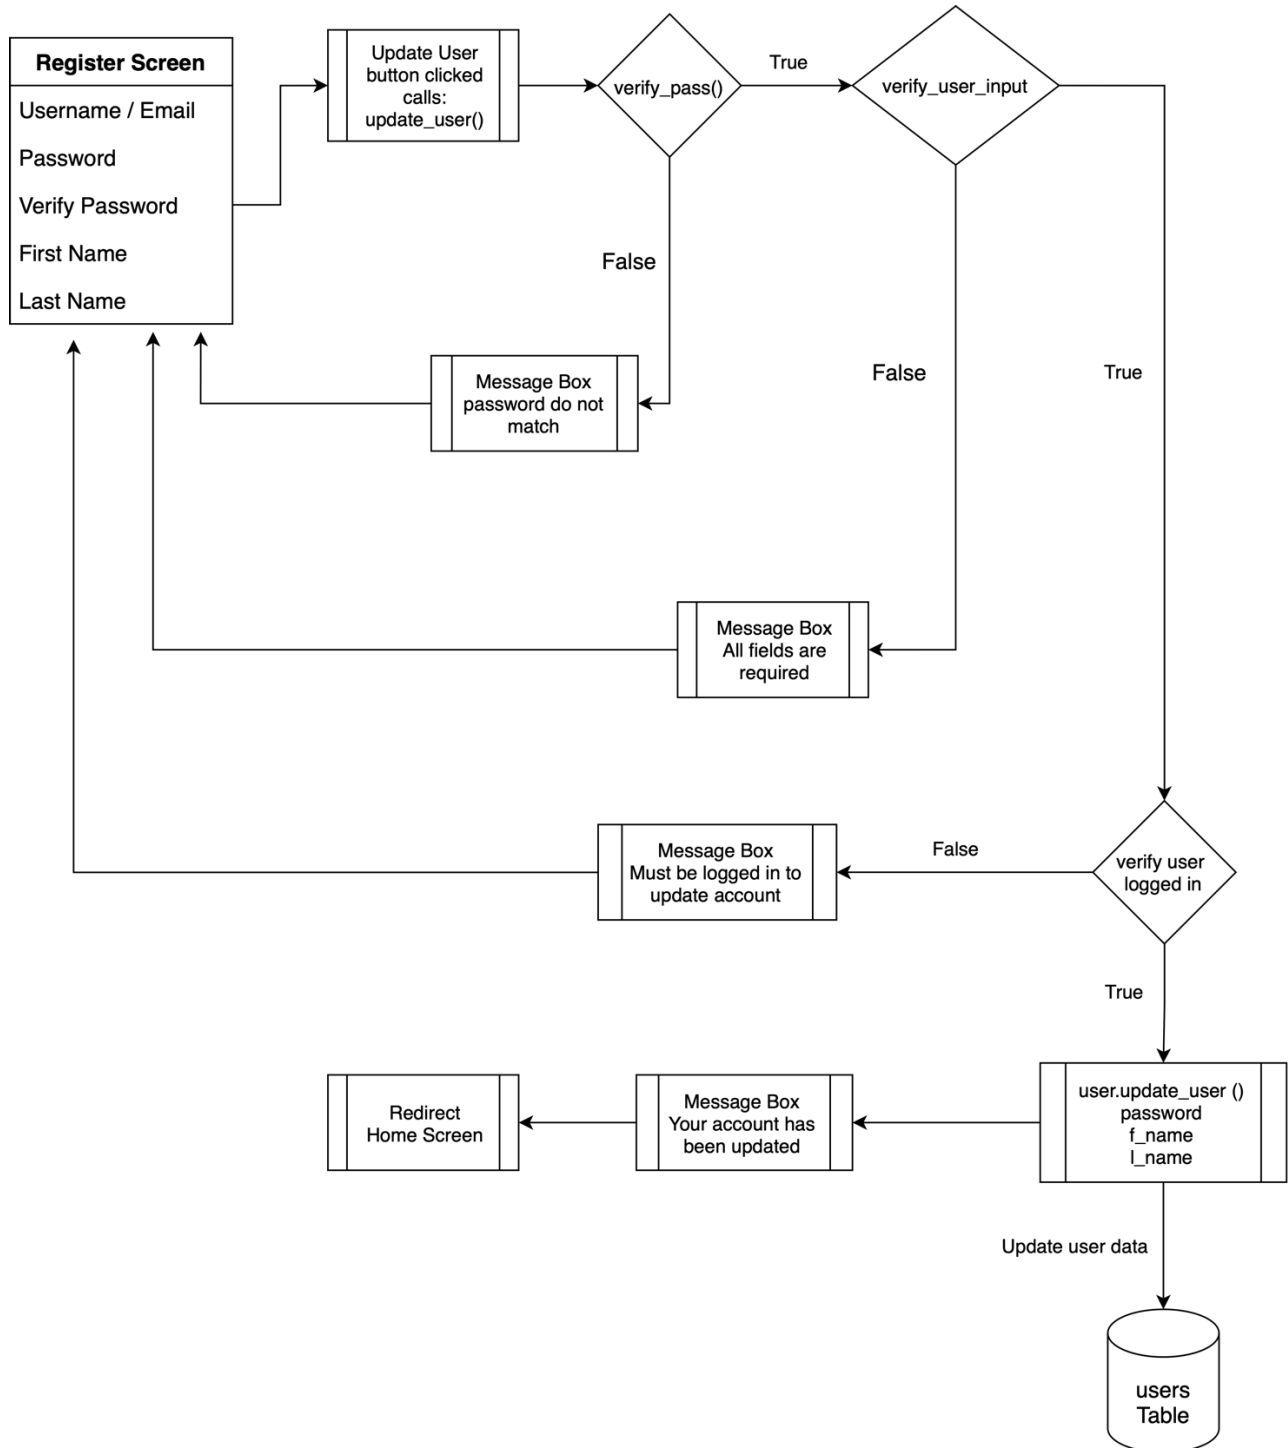 Register Screen
Username / Email
Password
Verify Password
First Name
Last Name
Update User
button clicked
calls:
update_user()
verify_pass()
True
verify_user_input
False
Message Box
password do not
match
False
True
Message Box
All fields are
required
Message Box
Must be logged in to
update account
False
verify user
logged in
True
Redirect
Home Screen
Message Box
Your account has
been updated
user.update_user ()
password
f_name
l_name
Update user data
users
Table